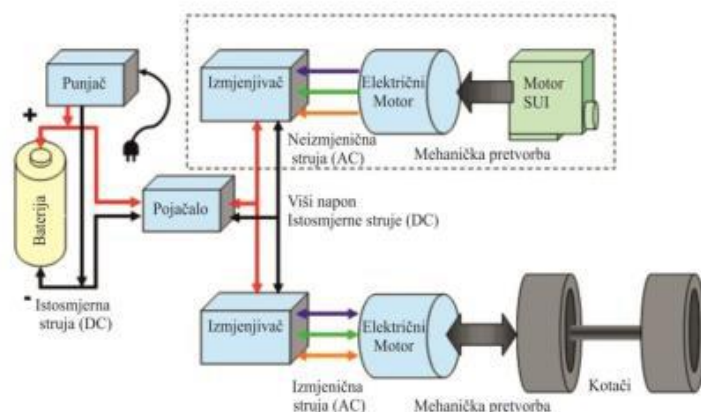 Punjač
+
Baterija
-
Istosmjerna
struja (DC)
Pojačalo
Izmjenjivač
Električni
Motor
Motor
SUI
Neizmjenična
struja (AC)
Mehanička pretvorba
Viši napon
Istosmjerne struje (DC)
Izmjenjivač
Električni
Motor
Izmjenična
struja (AC)
Mehanička pretvorba
Kotači